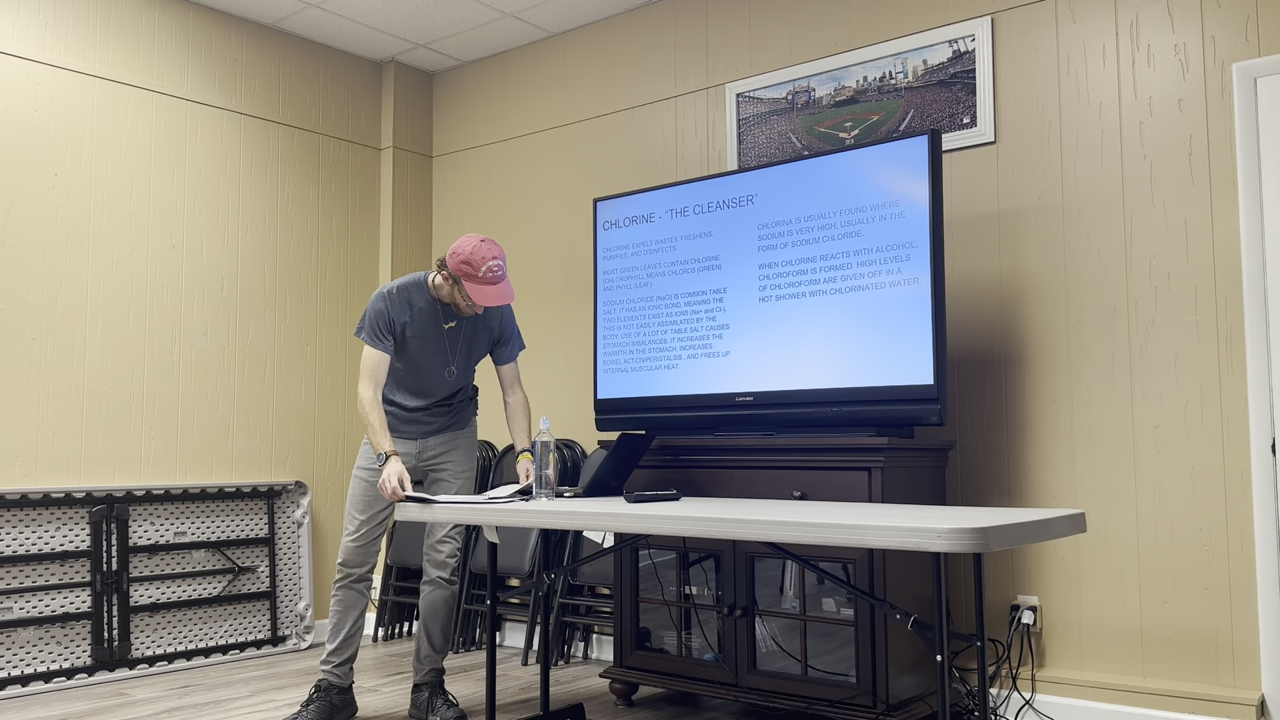 CHLORINE - "THE CLEANSER"
CHLORINE EXPELS WASTES, FRESHENS,
PURIFIES, AND DISINFECTS
MOST GREEN LEAVES CONTAIN CHLORINE
(CHLOROPHYLL MEANS CHLOROS (GREEN)
AND PHYLL (LEAF).
SODIUM CHLORIDE (NaCl) IS COMMON TABLE
SALT. IT HAS AN IONIC BOND, MEANING THE
TWO ELEMENTS EXIST AS IONS (Na+ and Cl-).
THIS IS NOT EASILY ASSIMILATED BY THE
BODY. USE OF A LOT OF TABLE SALT CAUSES
STOMACH IMBALANCES. IT INCREASES THE
WARMTH IN THE STOMACH, INCREASES
BOWEL ACTION/PERISTALSIS , AND FREES UP
INTERNAL MUSCULAR HEAT
CHLORINA IS USUALLY FOUND WHERE
SODIUM IS VERY HIGH, USUALLY IN THE
FORM OF SODIUM CHLORIDE.
WHEN CHLORINE REACTS WITH ALCOHOL,
CHLOROFORM IS FORMED. HIGH LEVELS
OF CHLOROFORM ARE GIVEN OFF IN A
HOT SHOWER WITH CHLORINATED WATER.
MITSUBISHI